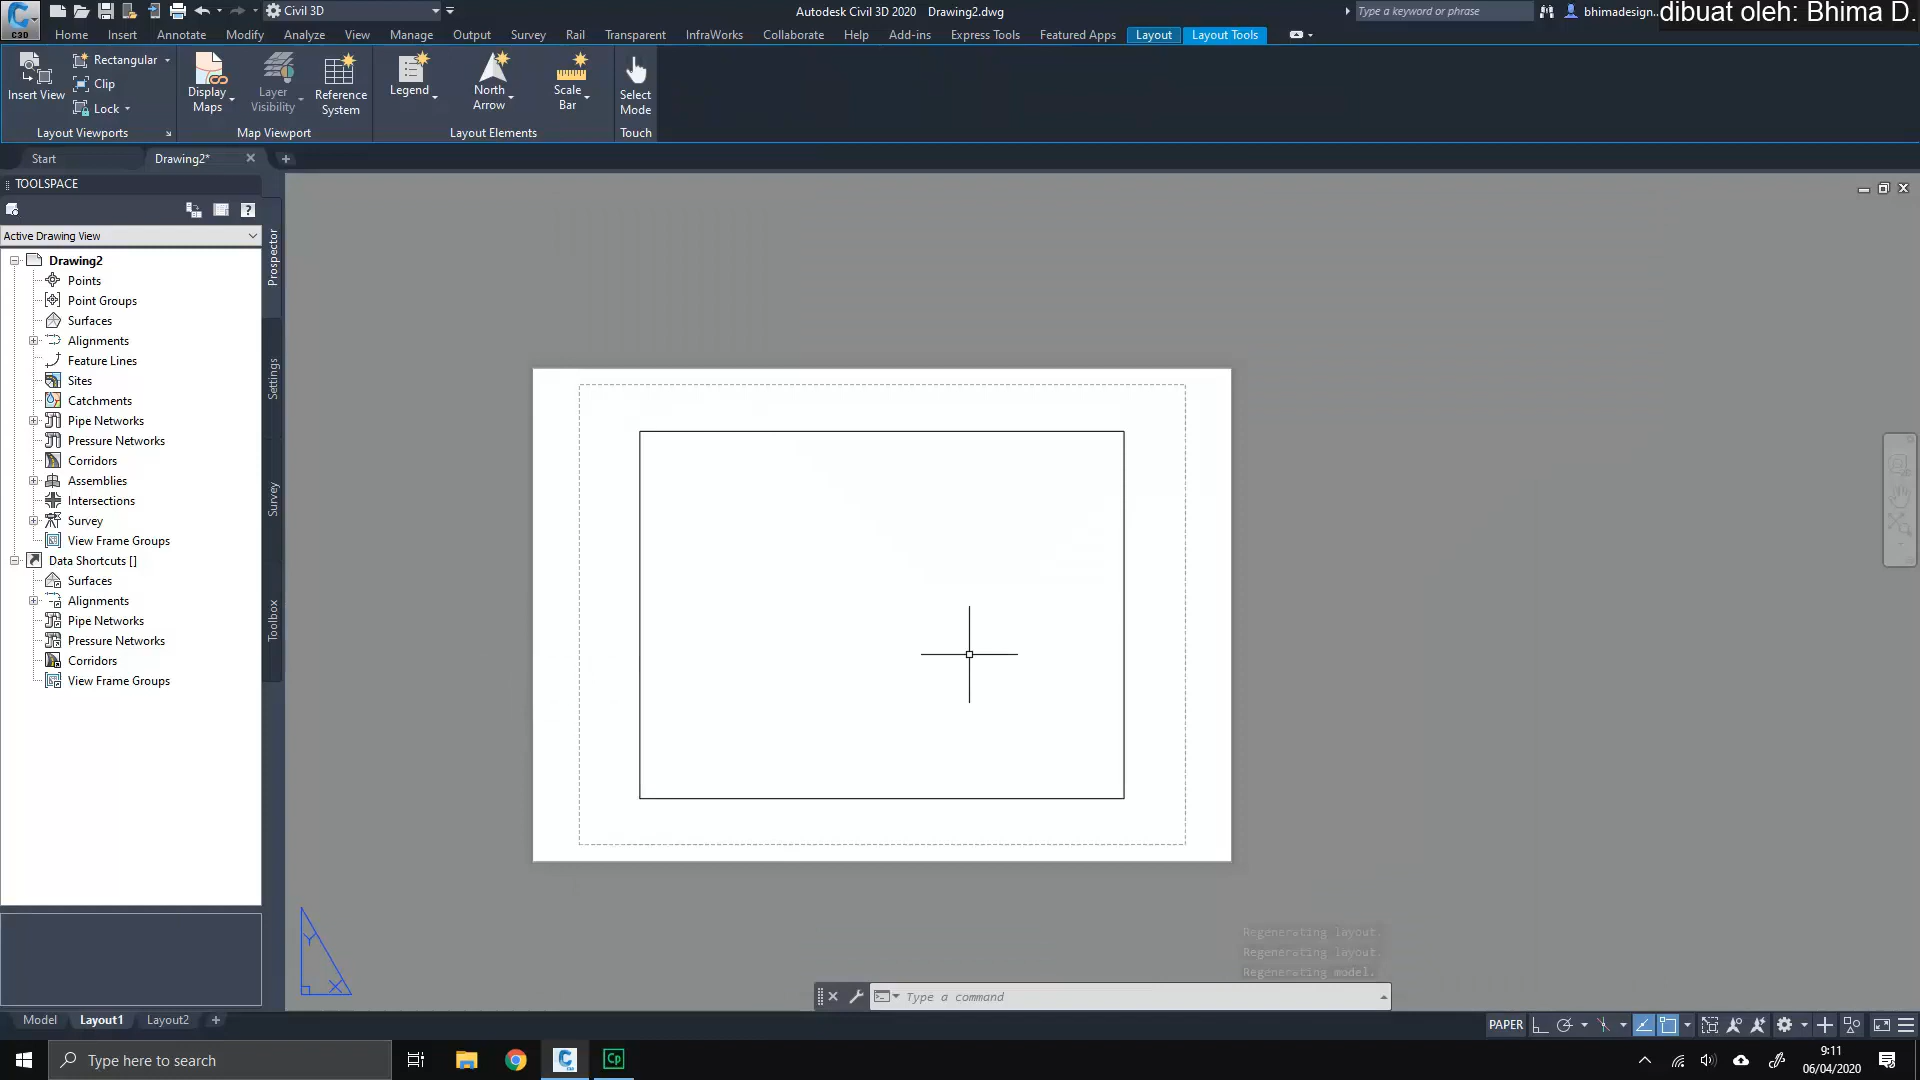 Civil 3D
Autodesk Civil 3D 2020 Drawing2.dwg
Type a keyword or phrase
bhimadesign...
dibuat oleh: Bhima D.
C3D
Home Insert Annotate Modify Analyze View Manage Output Survey Rail Transparent InfraWorks Collaborate Help Add-ins Express Tools Featured Apps Layout Layout Tools
Insert View
Rectangular
Clip
Lock
Layout Viewports
Display
Maps
Layer
Visibility
Reference
System
Map Viewport
Legend
North
Arrow
Scale
Bar
Layout Elements
Select
Mode
Touch
Start
Drawing2*
TOOLSPACE
Active Drawing View
Drawing2
Points
Point Groups
Surfaces
Alignments
Feature Lines
Sites
Catchments
Pipe Networks
Pressure Networks
Corridors
Assemblies
Intersections
Survey
View Frame Groups
Data Shortcuts []
Surfaces
Alignments
Pipe Networks
Pressure Networks
Corridors
View Frame Groups
Prospector
Settings
Survey
Toolbox
Y
X
Regenerating layout.
Regenerating layout.
Regenerating model.
Type a command
Model Layout1 Layout2
PAPER
Type here to search
Cp
9:11
06/04/2020